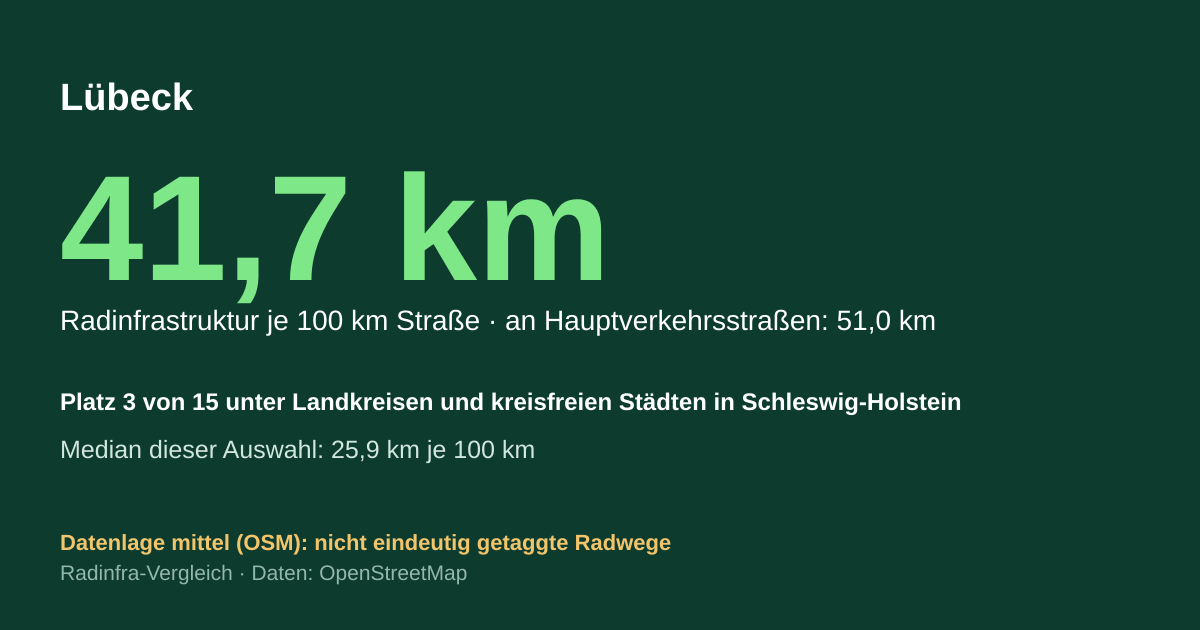 Lübeck
41,7 km
Radinfrastruktur je 100 km Straße · an Hauptverkehrsstraßen: 51,0 km
Platz 3 von 15 unter Landkreisen und kreisfreien Städten in Schleswig-Holstein
Median dieser Auswahl: 25,9 km je 100 km
Datenlage mittel (OSM): nicht eindeutig getaggte Radwege
Radinfra-Vergleich · Daten: OpenStreetMap